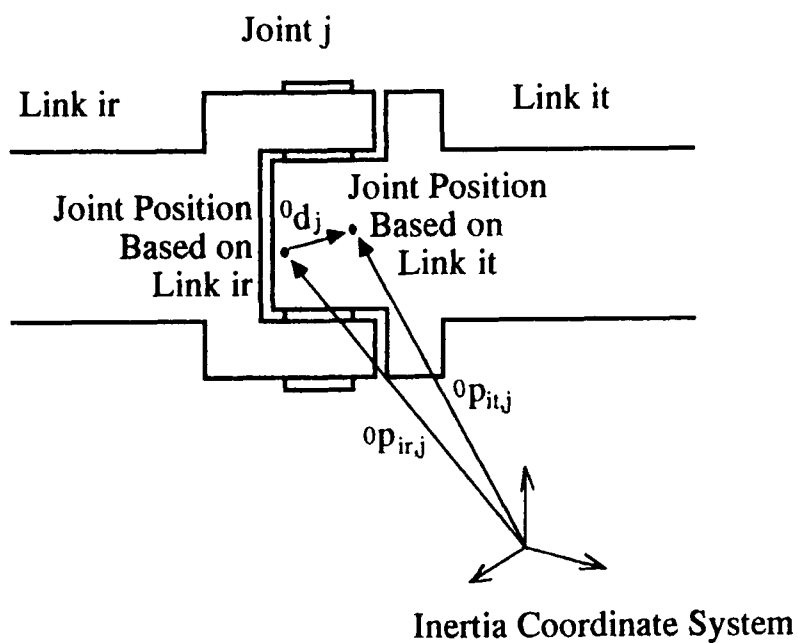 Joint j
Link ir
Link it
Joint Position
Based on
Link ir
⁰dj
Joint Position
Based on
Link it
⁰pit,j
⁰pir,j
Inertia Coordinate System